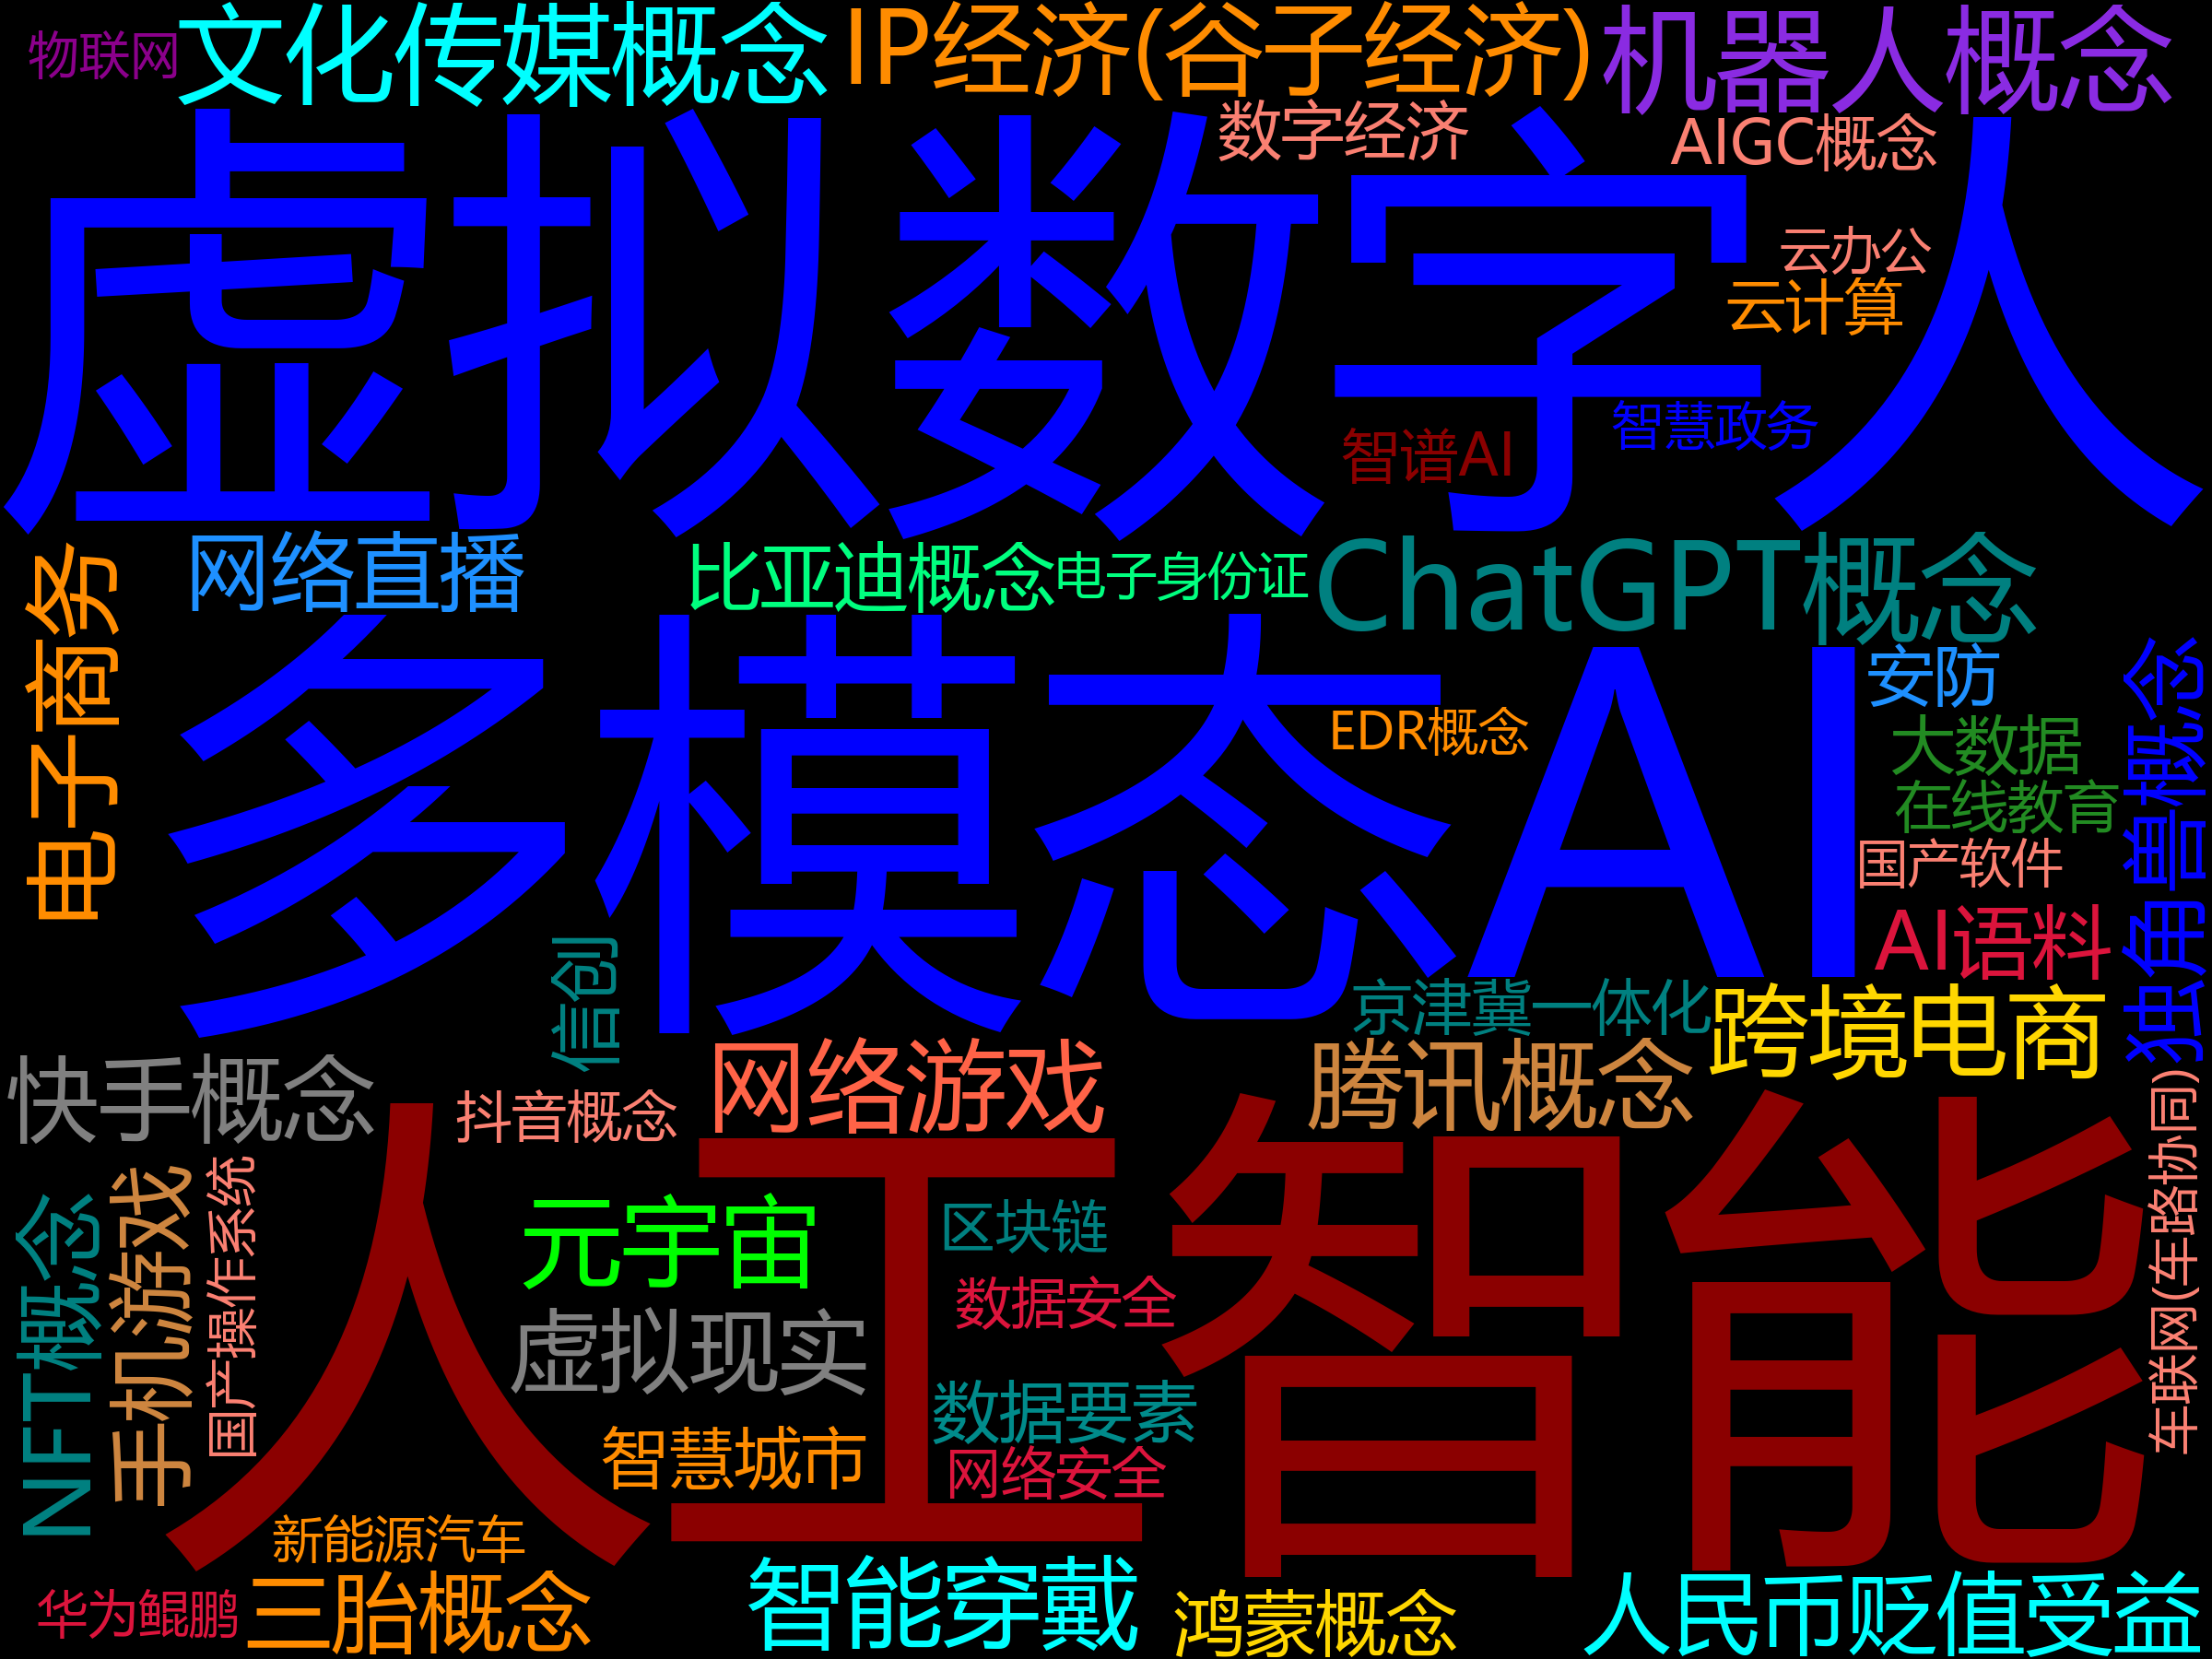 物联网
文化传媒概念
IP经济(谷子经济)
机器人概念
数字经济
AIGC概念
虚拟数字人
云办公
云计算
智慧政务
智谱AI
网络直播
比亚迪概念
电子身份证
ChatGPT概念
电子商务
多模态AI
EDR概念
安防
大数据
在线教育
国产软件
AI语料
独角兽概念
信创
京津冀一体化
跨境电商
快手概念
抖音概念
网络游戏
腾讯概念
人工智能
车联网(车路协同)
NFT概念
手机游戏
国产操作系统
元宇宙
区块链
数据安全
虚拟现实
数据要素
智慧城市
网络安全
新能源汽车
华为鲲鹏
三胎概念
智能穿戴
鸿蒙概念
人民币贬值受益